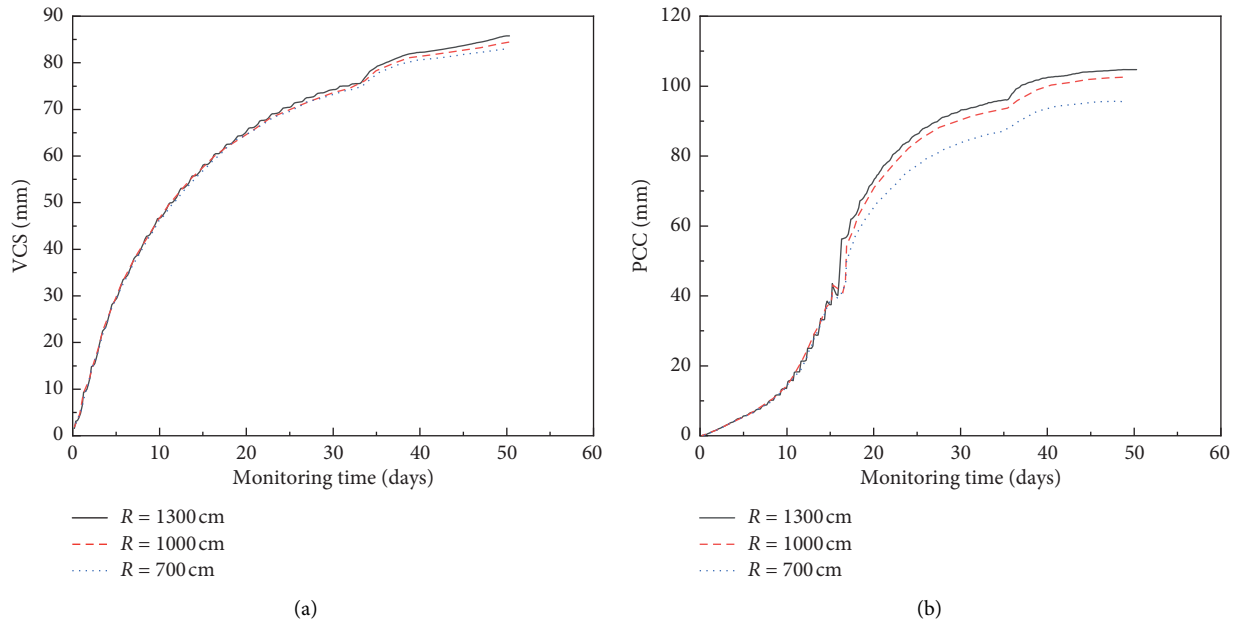 90
80
70
60
50
40
30
20
10
0
VCS (mm)
0 10 20 30 40 50 60
Monitoring time (days)
R = 1300 cm
R = 1000 cm
R = 700 cm
(a)
120
100
80
60
40
20
0
PCC (mm)
0 10 20 30 40 50 60
Monitoring time (days)
R = 1300 cm
R = 1000 cm
R = 700 cm
(b)